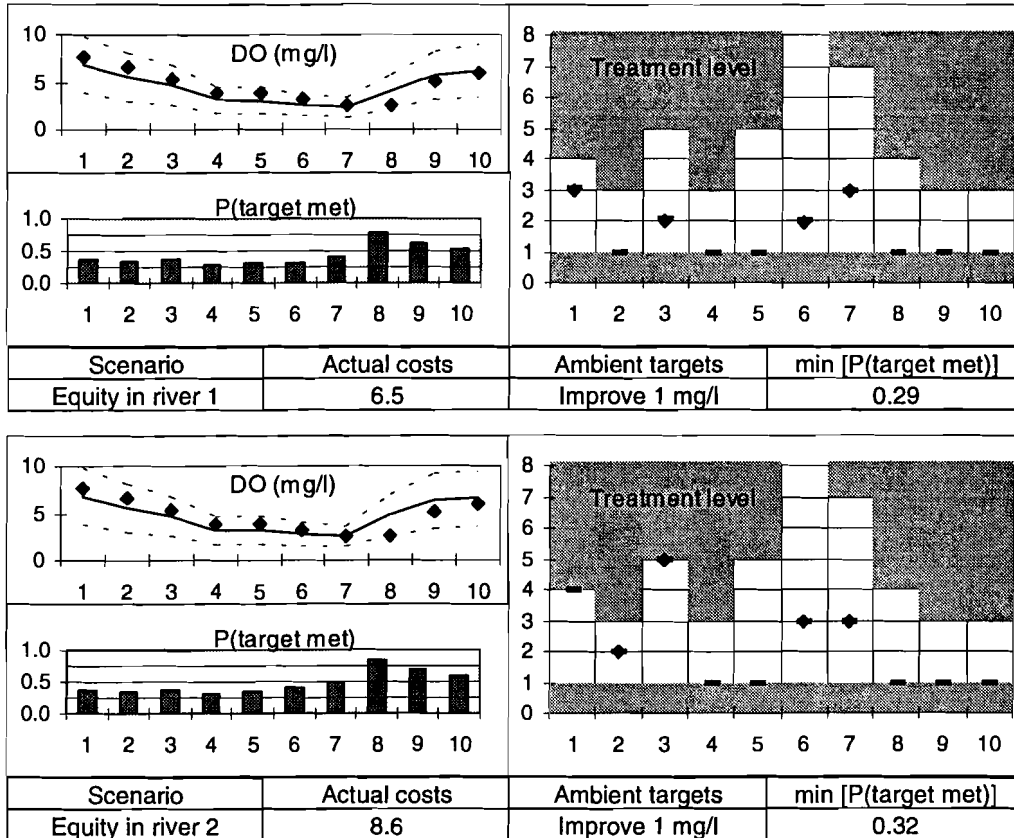 DO (mg/l)
10
5
0
1 2 3 4 5 6 7 8 9 10
P(target met)
1.0
0.5
0.0
1 2 3 4 5 6 7 8 9 10
Treatment level
8
7
6
5
4
3
2
1
0
1 2 3 4 5 6 7 8 9 10
Scenario Actual costs Ambient targets min [P(target met)]
Equity in river 1 6.5 Improve 1 mg/l 0.29
DO (mg/l)
10
5
0
1 2 3 4 5 6 7 8 9 10
P(target met)
1.0
0.5
0.0
1 2 3 4 5 6 7 8 9 10
Treatment level
8
7
6
5
4
3
2
1
0
1 2 3 4 5 6 7 8 9 10
Scenario Actual costs Ambient targets min [P(target met)]
Equity in river 2 8.6 Improve 1 mg/l 0.32